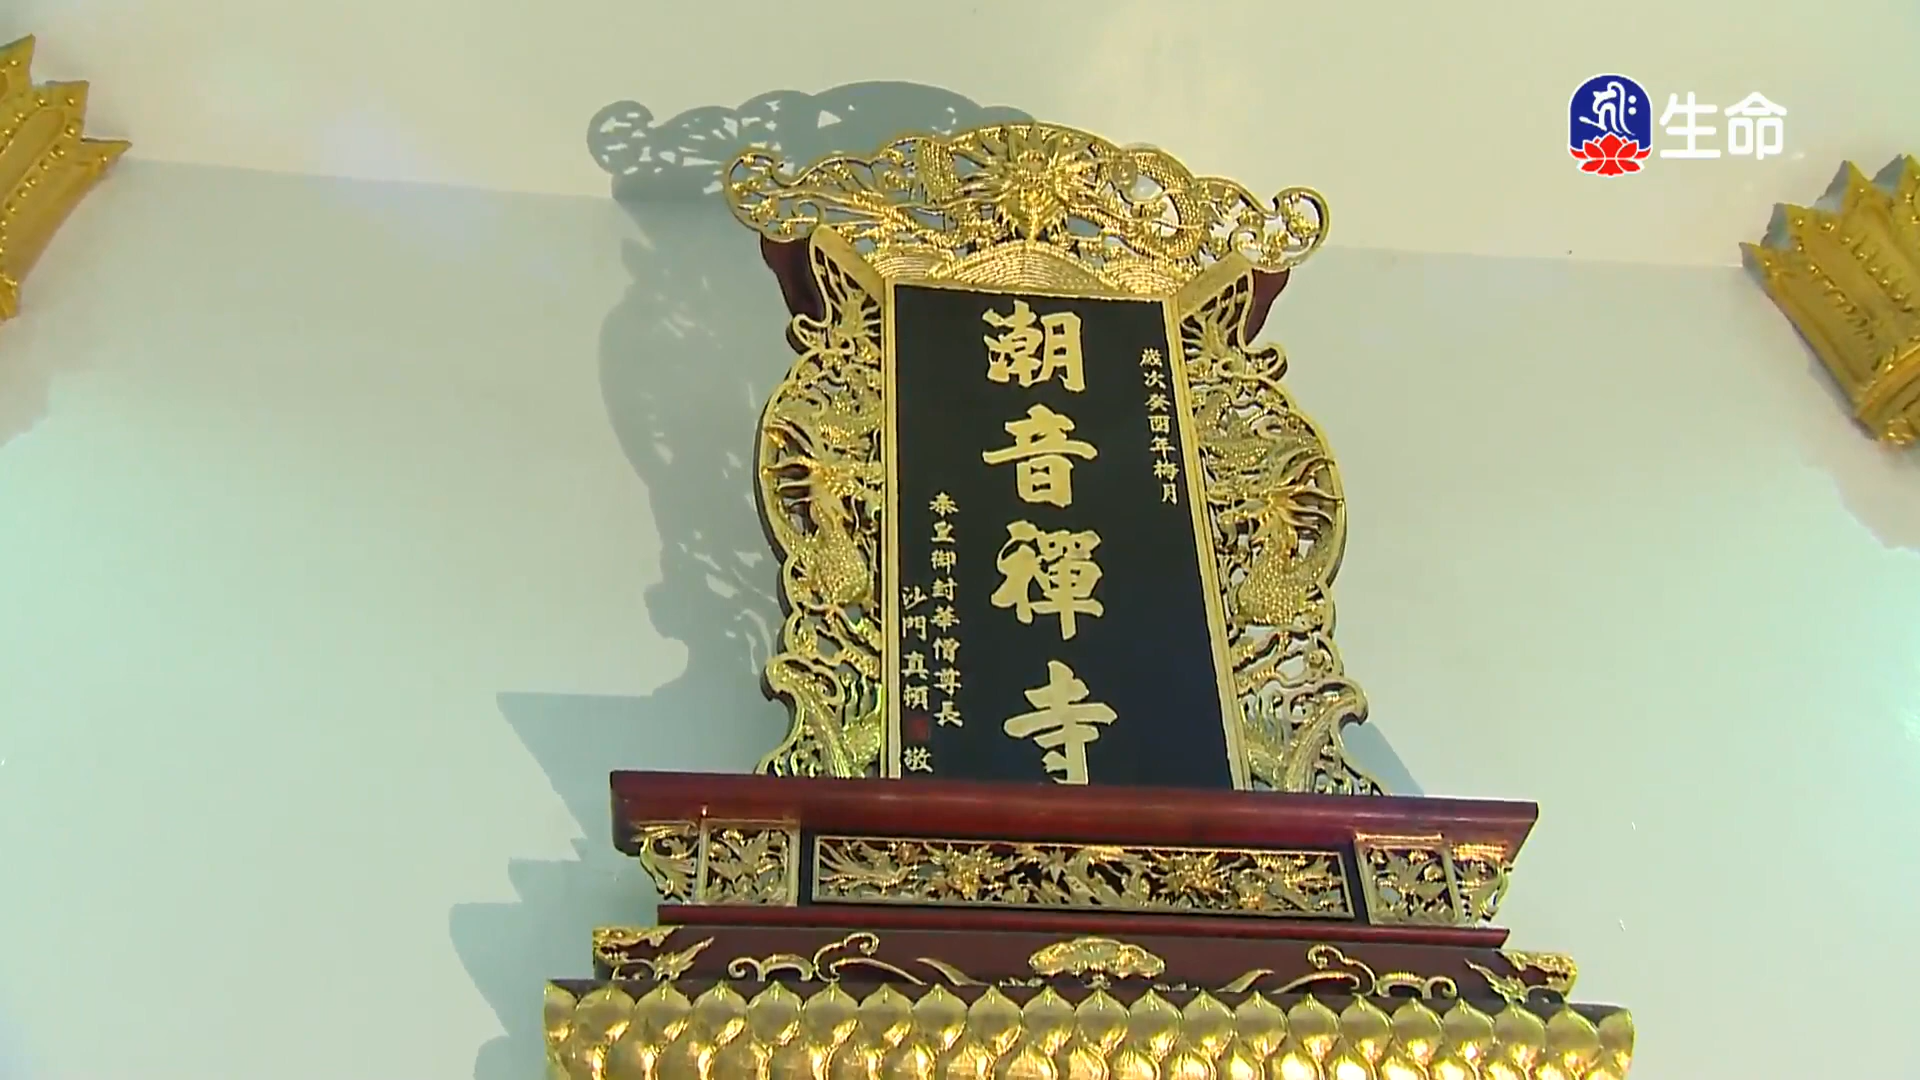 歲次癸酉年梅月
潮音禪寺
泰皇御封華僧尊長
沙門真頓
敬
生命